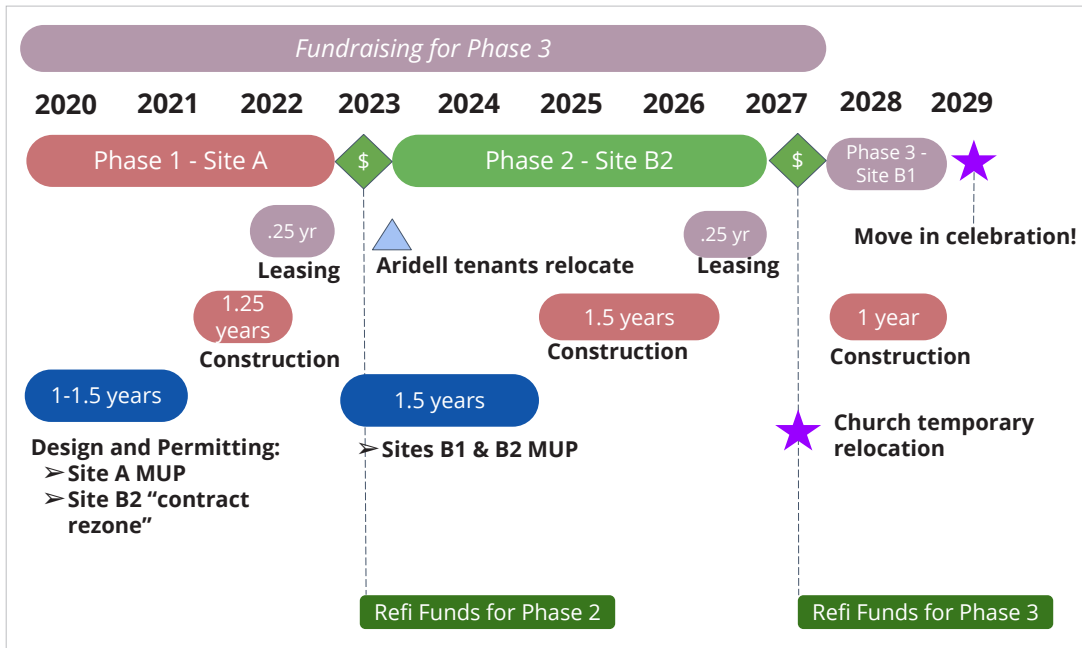 Fundraising for Phase 3
2020 2021 2022 2023 2024 2025 2026 2027 2028 2029
Phase 1 - Site A
$
Phase 2 - Site B2
$
Phase 3 -
Site B1
.25 yr
Leasing
Aridell tenants relocate
.25 yr
Leasing
Move in celebration!
1.25
years
Construction
1.5 years
Construction
1 year
Construction
1-1.5 years
1.5 years
Design and Permitting:
➢ Site A MUP
➢ Site B2 “contract
rezone”
➢ Sites B1 & B2 MUP
Church temporary
relocation
Refi Funds for Phase 2
Refi Funds for Phase 3